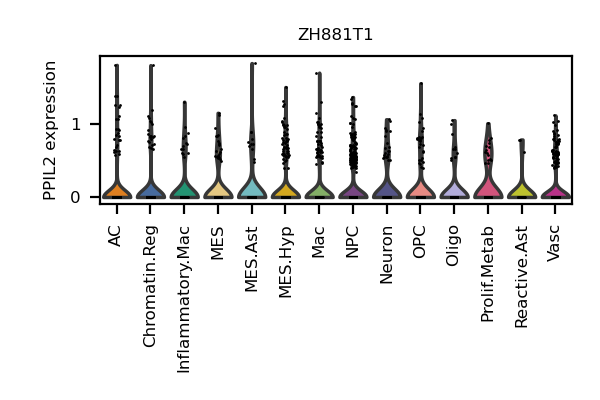 ZH881T1
PPIL2 expression
1
0
AC
Chromatin.Reg
Inflammatory.Mac
MES
MES.Ast
MES.Hyp
Mac
NPC
Neuron
OPC
Oligo
Prolif.Metab
Reactive.Ast
Vasc